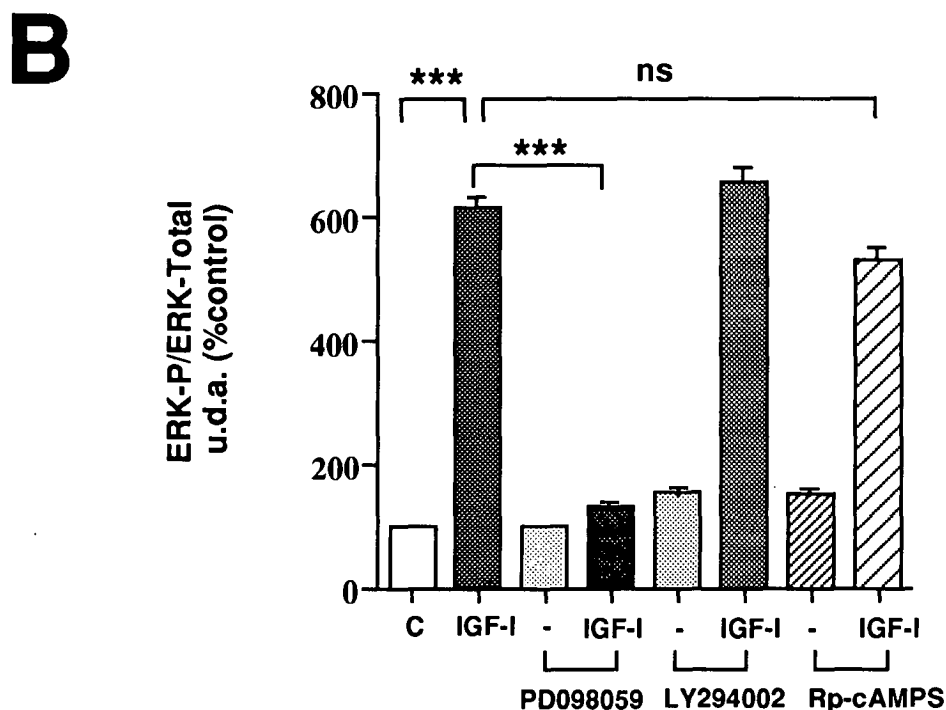 B
*** ns
***
ERK-P/ERK-Total
u.d.a. (%control)
800
600
400
200
0
C IGF-I - IGF-I - IGF-I - IGF-I
PD098059 LY294002 Rp-cAMPS